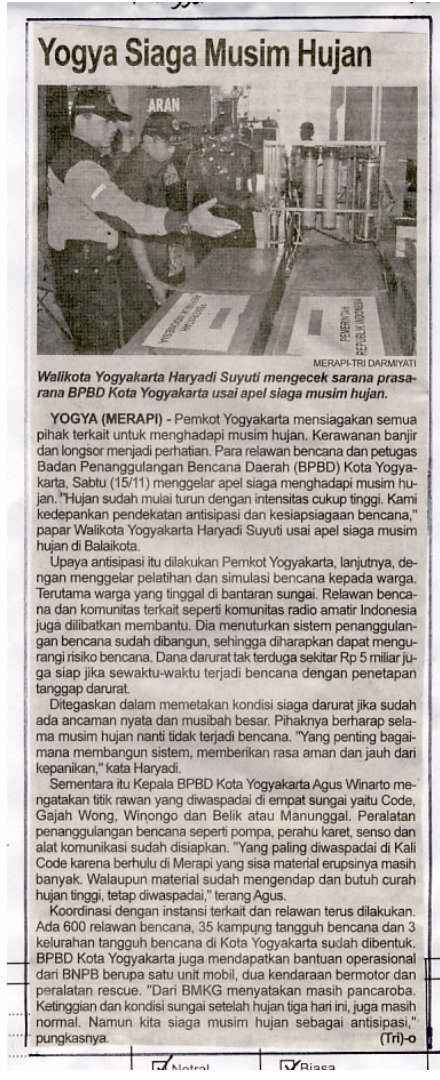 Yogya Siaga Musim Hujan
ARAN
PEMERINTAH
REPUBLIK INDONESIA
MERAPI-TRI DARMIYATI
Walikota Yogyakarta Haryadi Suyuti mengecek sarana prasa-
rana BPBD Kota Yogyakarta usai apel siaga musim hujan.
YOGYA (MERAPI) - Pemkot Yogyakarta mensiagakan semua
pihak terkait untuk menghadapi musim hujan. Kerawanan banjir
dan longsor menjadi perhatian. Para relawan bencana dan petugas
Badan Penanggulangan Bencana Daerah (BPBD) Kota Yogya-
karta, Sabtu (15/11) menggelar apel siaga menghadapi musim hu-
jan. "Hujan sudah mulai turun dengan intensitas cukup tinggi. Kami
kedepankan pendekatan antisipasi dan kesiapsiagaan bencana,"
papar Walikota Yogyakarta Haryadi Suyuti usai apel siaga musim
hujan di Balaikota.
Upaya antisipasi itu dilakukan Pemkot Yogyakarta, lanjutnya, de-
ngan menggelar pelatihan dan simulasi bencana kepada warga.
Terutama warga yang tinggal di bantaran sungai. Relawan benca-
na dan komunitas terkait seperti komunitas radio amatir Indonesia
juga dilibatkan membantu. Dia menuturkan sistem penanggulan-
gan bencana sudah dibangun, sehingga diharapkan dapat mengu-
rangi risiko bencana. Dana darurat tak terduga sekitar Rp 5 miliar ju-
ga siap jika sewaktu-waktu terjadi bencana dengan penetapan
tanggap darurat.
Ditegaskan dalam memetakan kondisi siaga darurat jika sudah
ada ancaman nyata dan musibah besar. Pihaknya berharap sela-
ma musim hujan nanti tidak terjadi bencana. "Yang penting bagai-
mana membangun sistem, memberikan rasa aman dan jauh dari
kepanikan," kata Haryadi.
Sementara itu Kepala BPBD Kota Yogyakarta Agus Winarto me-
ngatakan titik rawan yang diwaspadai di empat sungai yaitu Code,
Gajah Wong, Winongo dan Belik atau Manunggal. Peralatan
penanggulangan bencana seperti pompa, perahu karet, senso dan
alat komunikasi sudah disiapkan. "Yang paling diwaspadai di Kali
Code karena berhulu di Merapi yang sisa material erupsinya masih
banyak. Walaupun material sudah mengendap dan butuh curah
hujan tinggi, tetap diwaspadai," terang Agus.
Koordinasi dengan instansi terkait dan relawan terus dilakukan.
Ada 600 relawan bencana, 35 kampung tangguh bencana dan 3
kelurahan tangguh bencana di Kota Yogyakarta sudah dibentuk.
BPBD Kota Yogyakarta juga mendapatkan bantuan operasional
dari BNPB berupa satu unit mobil, dua kendaraan bermotor dan
peralatan rescue. "Dari BMKG menyatakan masih pancaroba.
Ketinggian dan kondisi sungai setelah hujan tiga hari ini, juga masih
normal. Namun kita siaga musim hujan sebagai antisipasi,"
pungkasnya. (Tri)-o
Netral Biasa